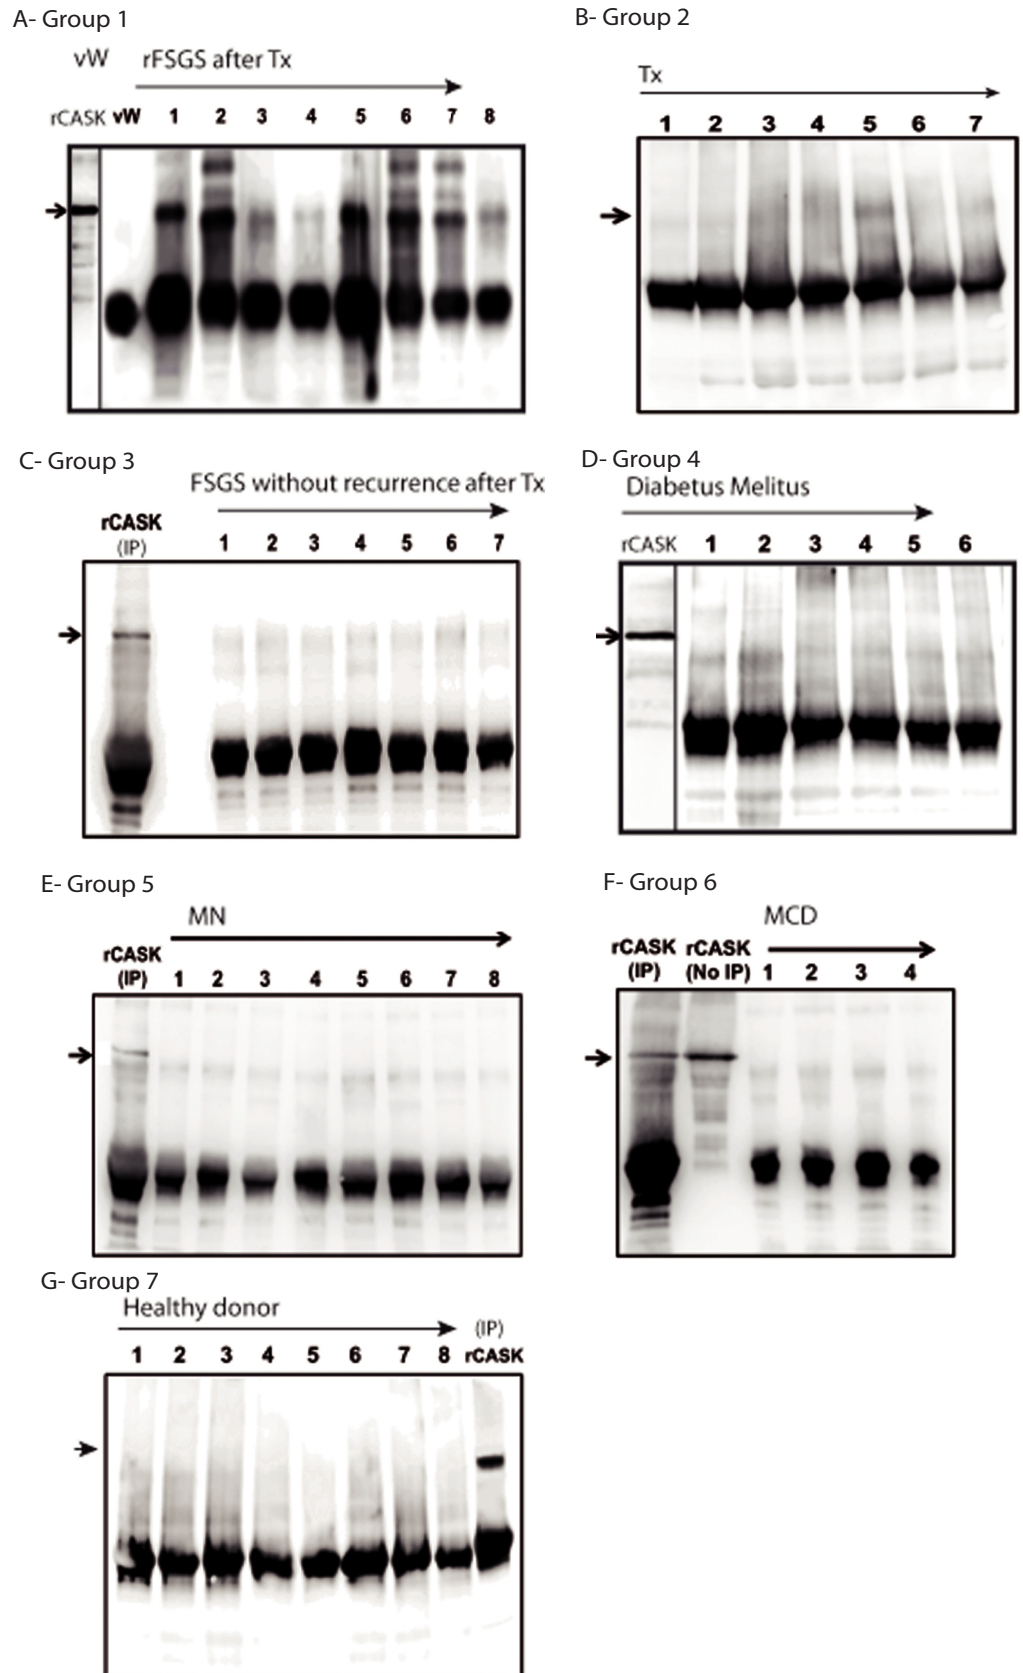 A- Group 1
vW rFSGS after Tx
rCASK vW 1 2 3 4 5 6 7 8
B- Group 2
Tx
1 2 3 4 5 6 7
C- Group 3
FSGS without recurrence after Tx
rCASK
(IP) 1 2 3 4 5 6 7
D- Group 4
Diabetus Melitus
rCASK 1 2 3 4 5 6
E- Group 5
MN
rCASK
(IP) 1 2 3 4 5 6 7 8
F- Group 6
MCD
rCASK rCASK
(IP) (No IP) 1 2 3 4
G- Group 7
Healthy donor
(IP)
1 2 3 4 5 6 7 8 rCASK